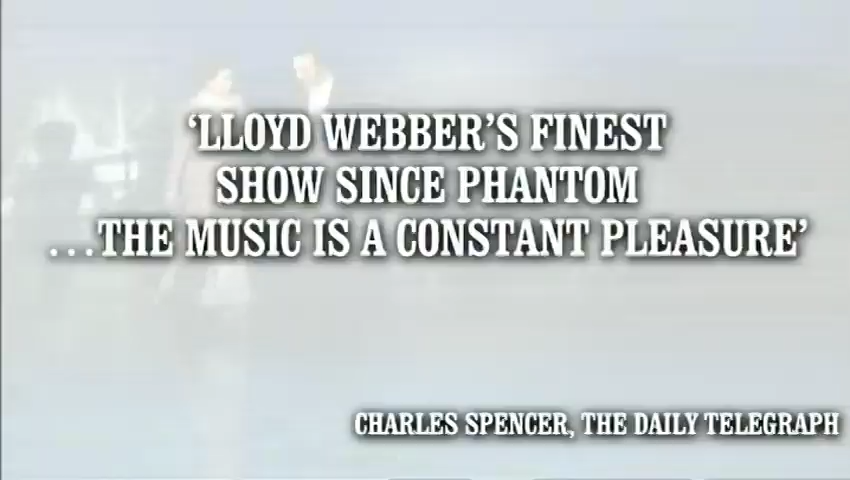 ‘LLOYD WEBBER’S FINEST
SHOW SINCE PHANTOM
...THE MUSIC IS A CONSTANT PLEASURE’
CHARLES SPENCER, THE DAILY TELEGRAPH